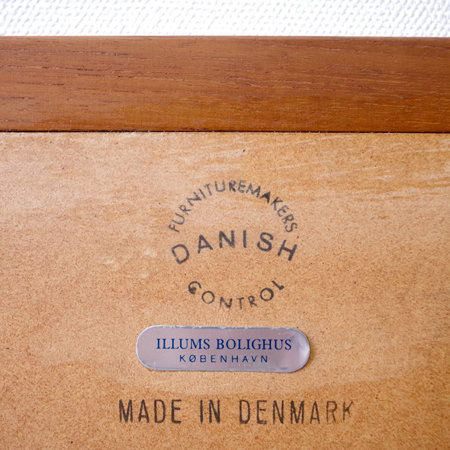 FURNITUREMAKERS
DANISH
CONTROL
ILLUMS BOLIGHUS
KØBENHAVN
MADE IN DENMARK